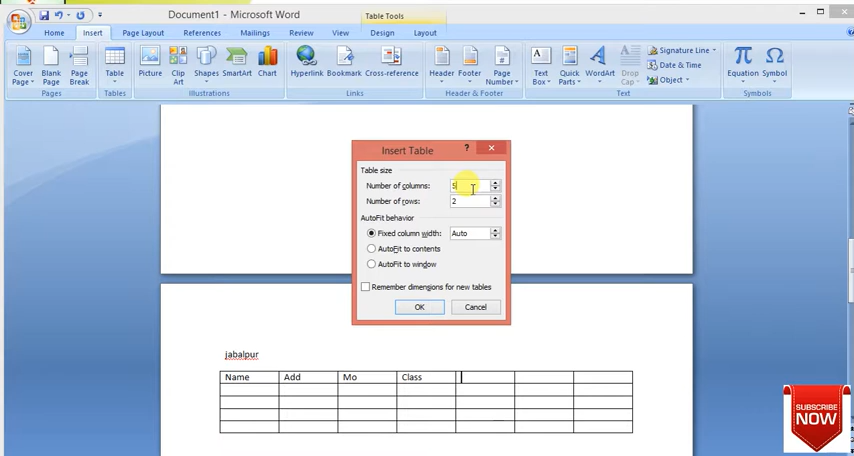 Document1 - Microsoft Word
Table Tools
Home Insert Page Layout References Mailings Review View Design Layout
Cover Page
Blank Page
Page Break
Table
Picture
Clip Art
Shapes
SmartArt
Chart
Hyperlink
Bookmark
Cross-reference
Header
Footer
Page Number
Text Box
Quick Parts
WordArt
Drop Cap
Signature Line
Date & Time
Object
Equation
Symbol
Pages Tables Illustrations Links Header & Footer Text Symbols
Insert Table
?
Table size
Number of columns: 5
Number of rows: 2
AutoFit behavior
Fixed column width: Auto
AutoFit to contents
AutoFit to window
Remember dimensions for new tables
OK Cancel
jabalpur
Name Add Mo Class
SUBSCRIBE
NOW